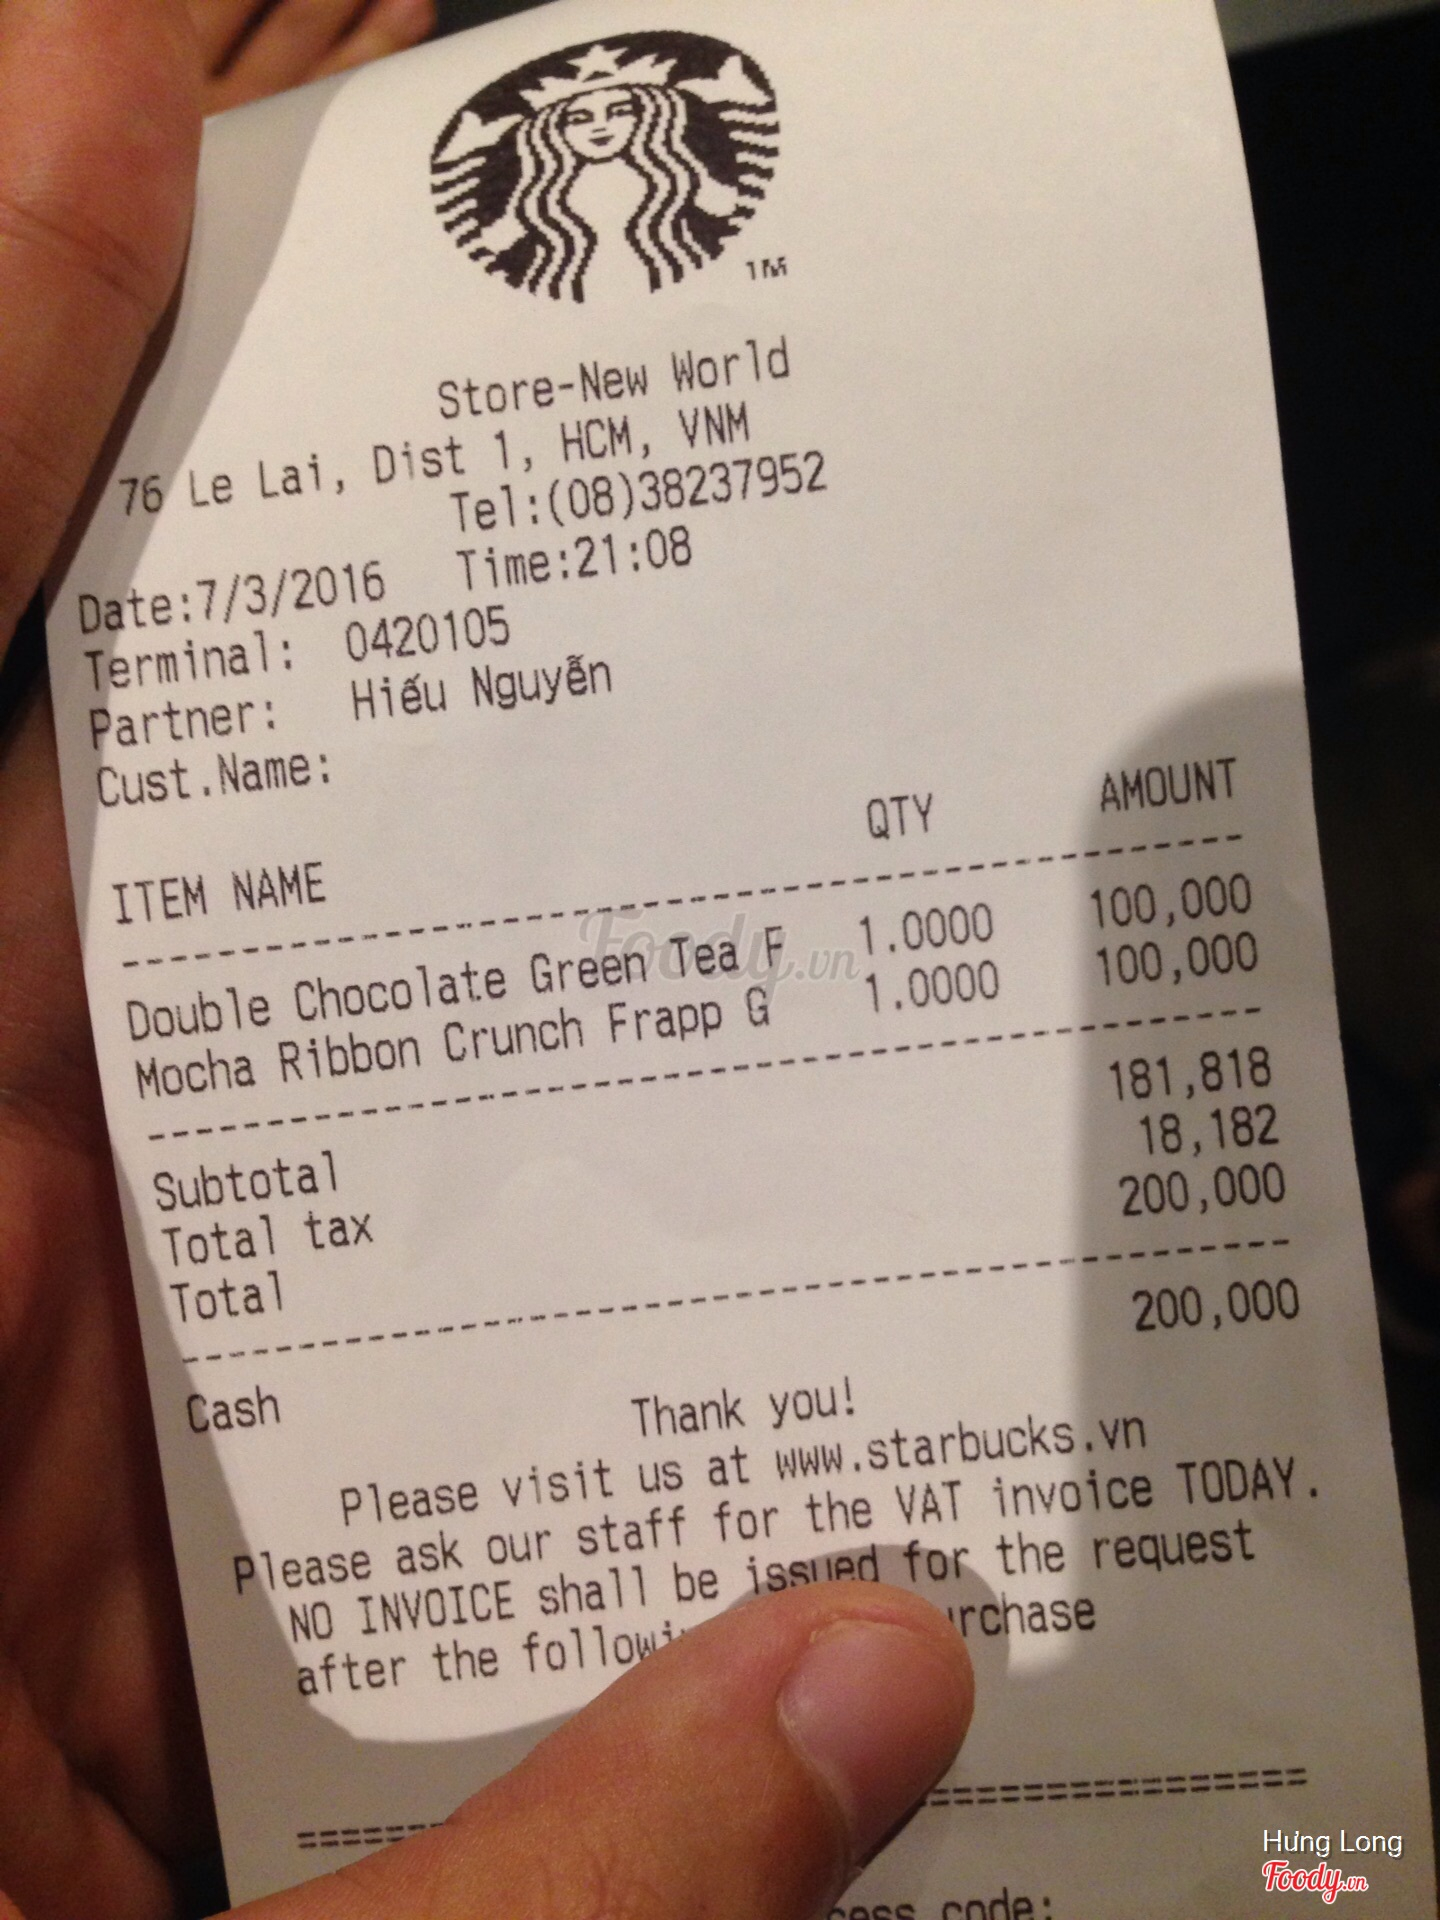 TM
Store-New World
76 Le Lai, Dist 1, HCM, VNM
Tel:(08)38237952
Date:7/3/2016 Time:21:08
Terminal: 0420105
Partner: Hiếu Nguyễn
Cust.Name:
ITEM NAME QTY AMOUNT
Double Chocolate Green Tea F 1.0000 100,000
Mocha Ribbon Crunch Frapp G 1.0000 100,000
Subtotal 181,818
Total tax 18,182
Total 200,000
Cash 200,000
Thank you!
Please visit us at www.starbucks.vn
Please ask our staff for the VAT invoice TODAY.
NO INVOICE shall be issued for the request
after the
code:
Foody.vn
Hưng Long
Foody.vn